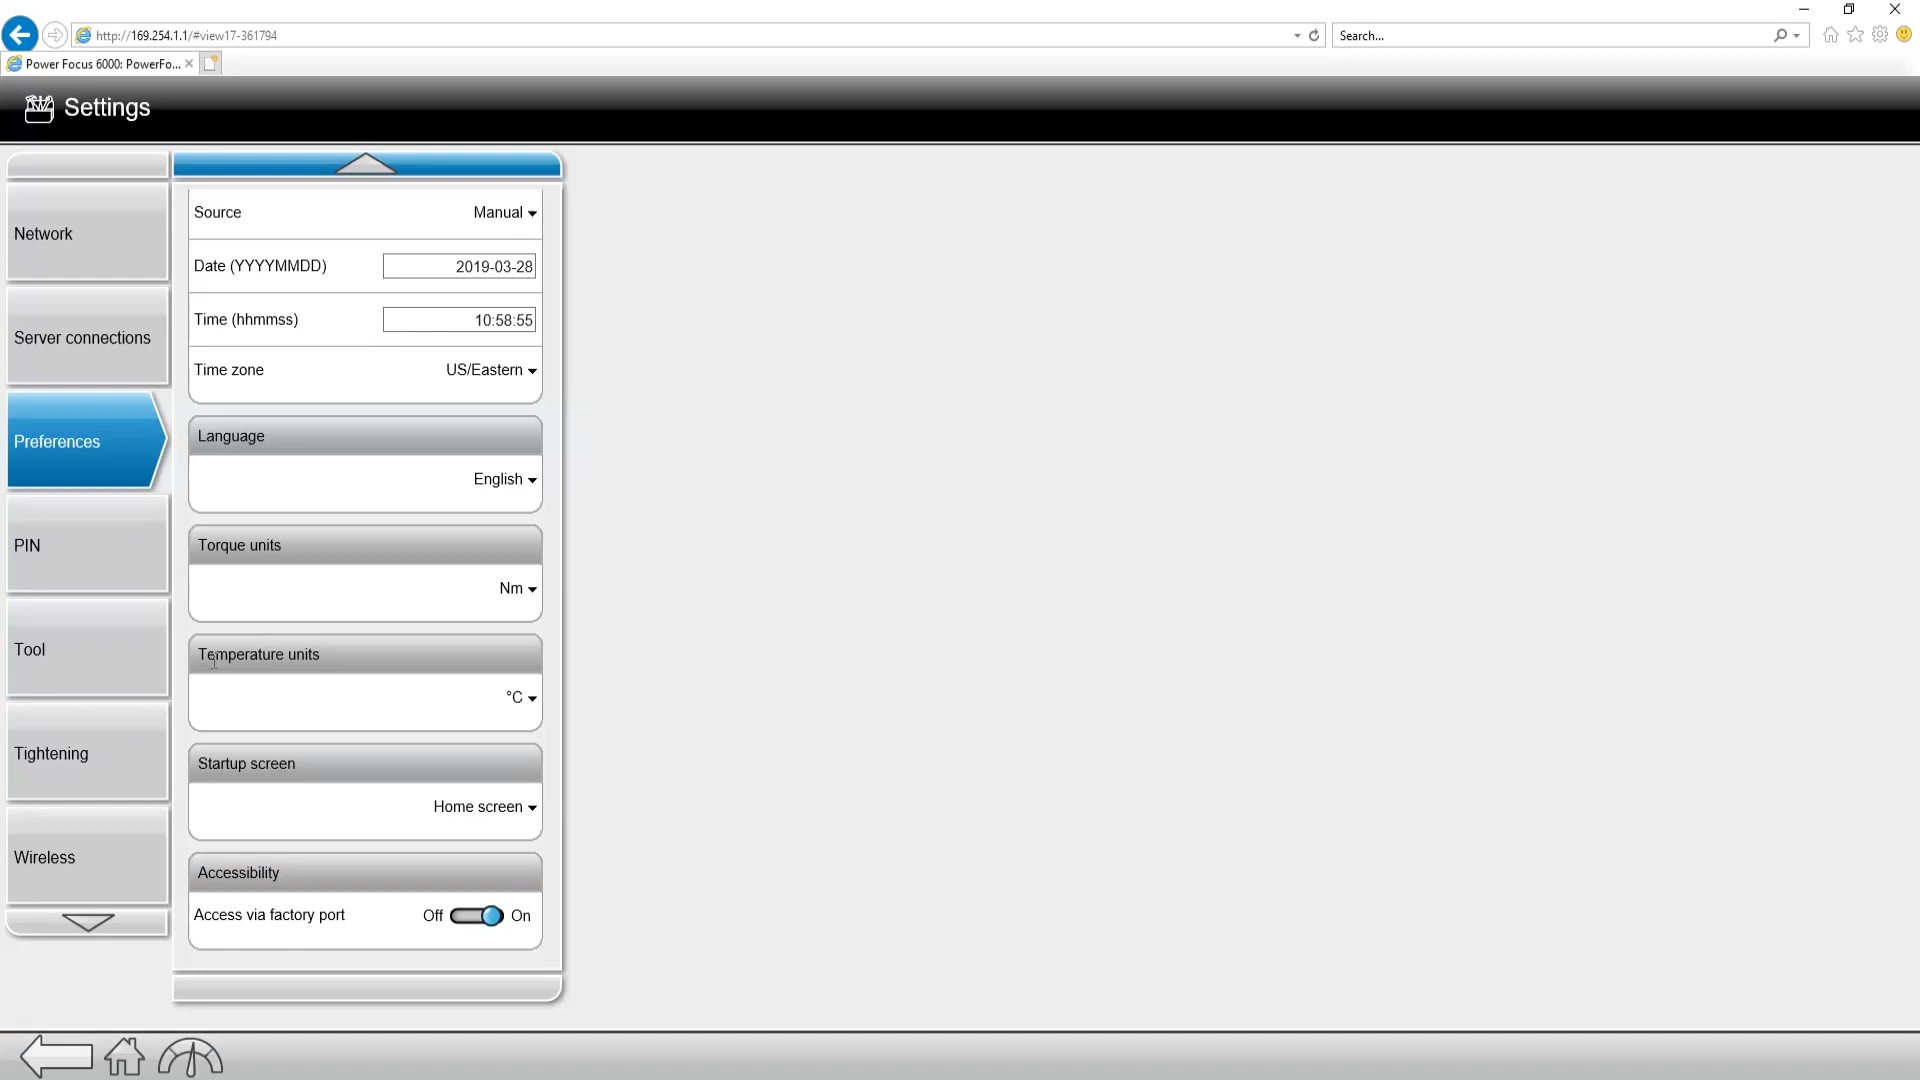 http://169.254.1.1/#view17-361794
Search...
Power Focus 6000: PowerFo...
Settings
Network
Server connections
Preferences
PIN
Tool
Tightening
Wireless
Source Manual
Date (YYYYMMDD) 2019-03-28
Time (hhmmss) 10:58:55
Time zone US/Eastern
Language
English
Torque units
Nm
Temperature units
°C
Startup screen
Home screen
Accessibility
Access via factory port Off On